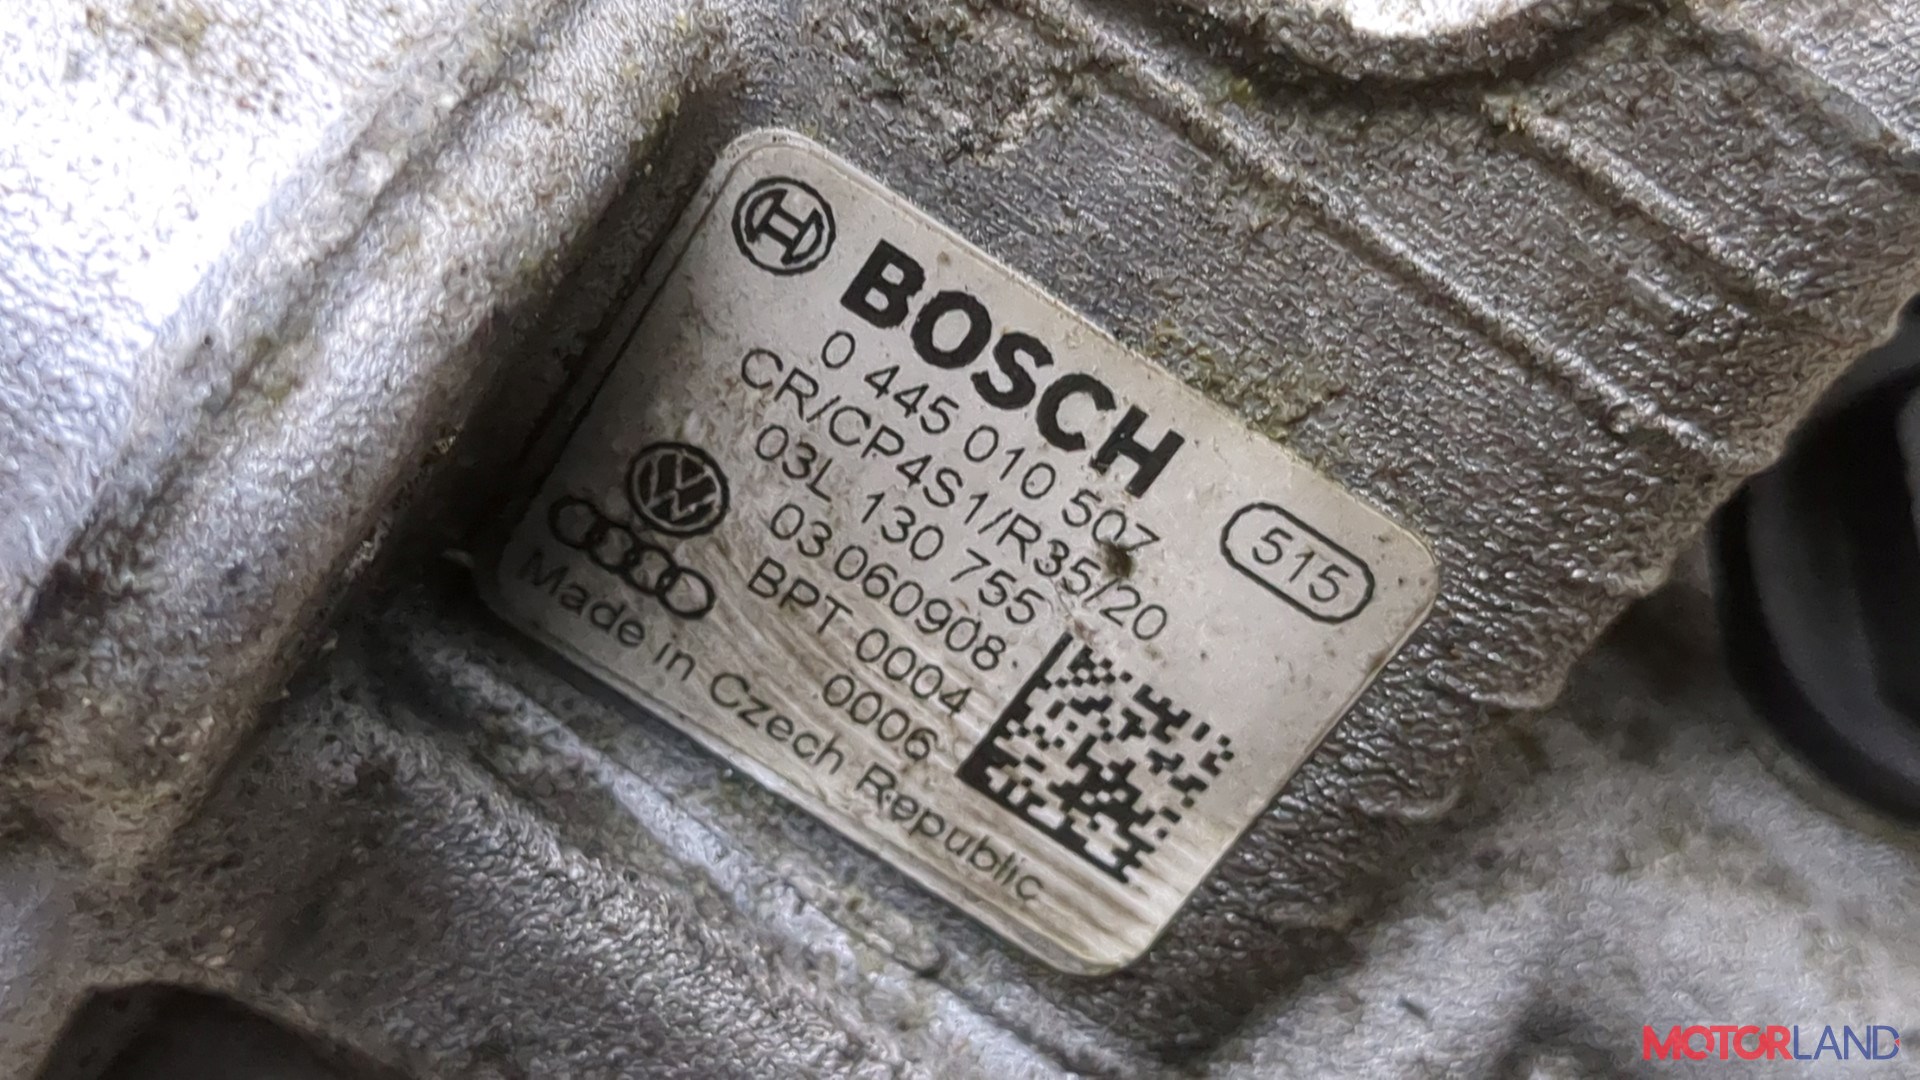 BOSCH
0 445 010 507
CR/CP4S1/R35/20
03L 130 755
03 060908
BPT 0004
0006
Made in Czech Republic
515
MOTORLAND